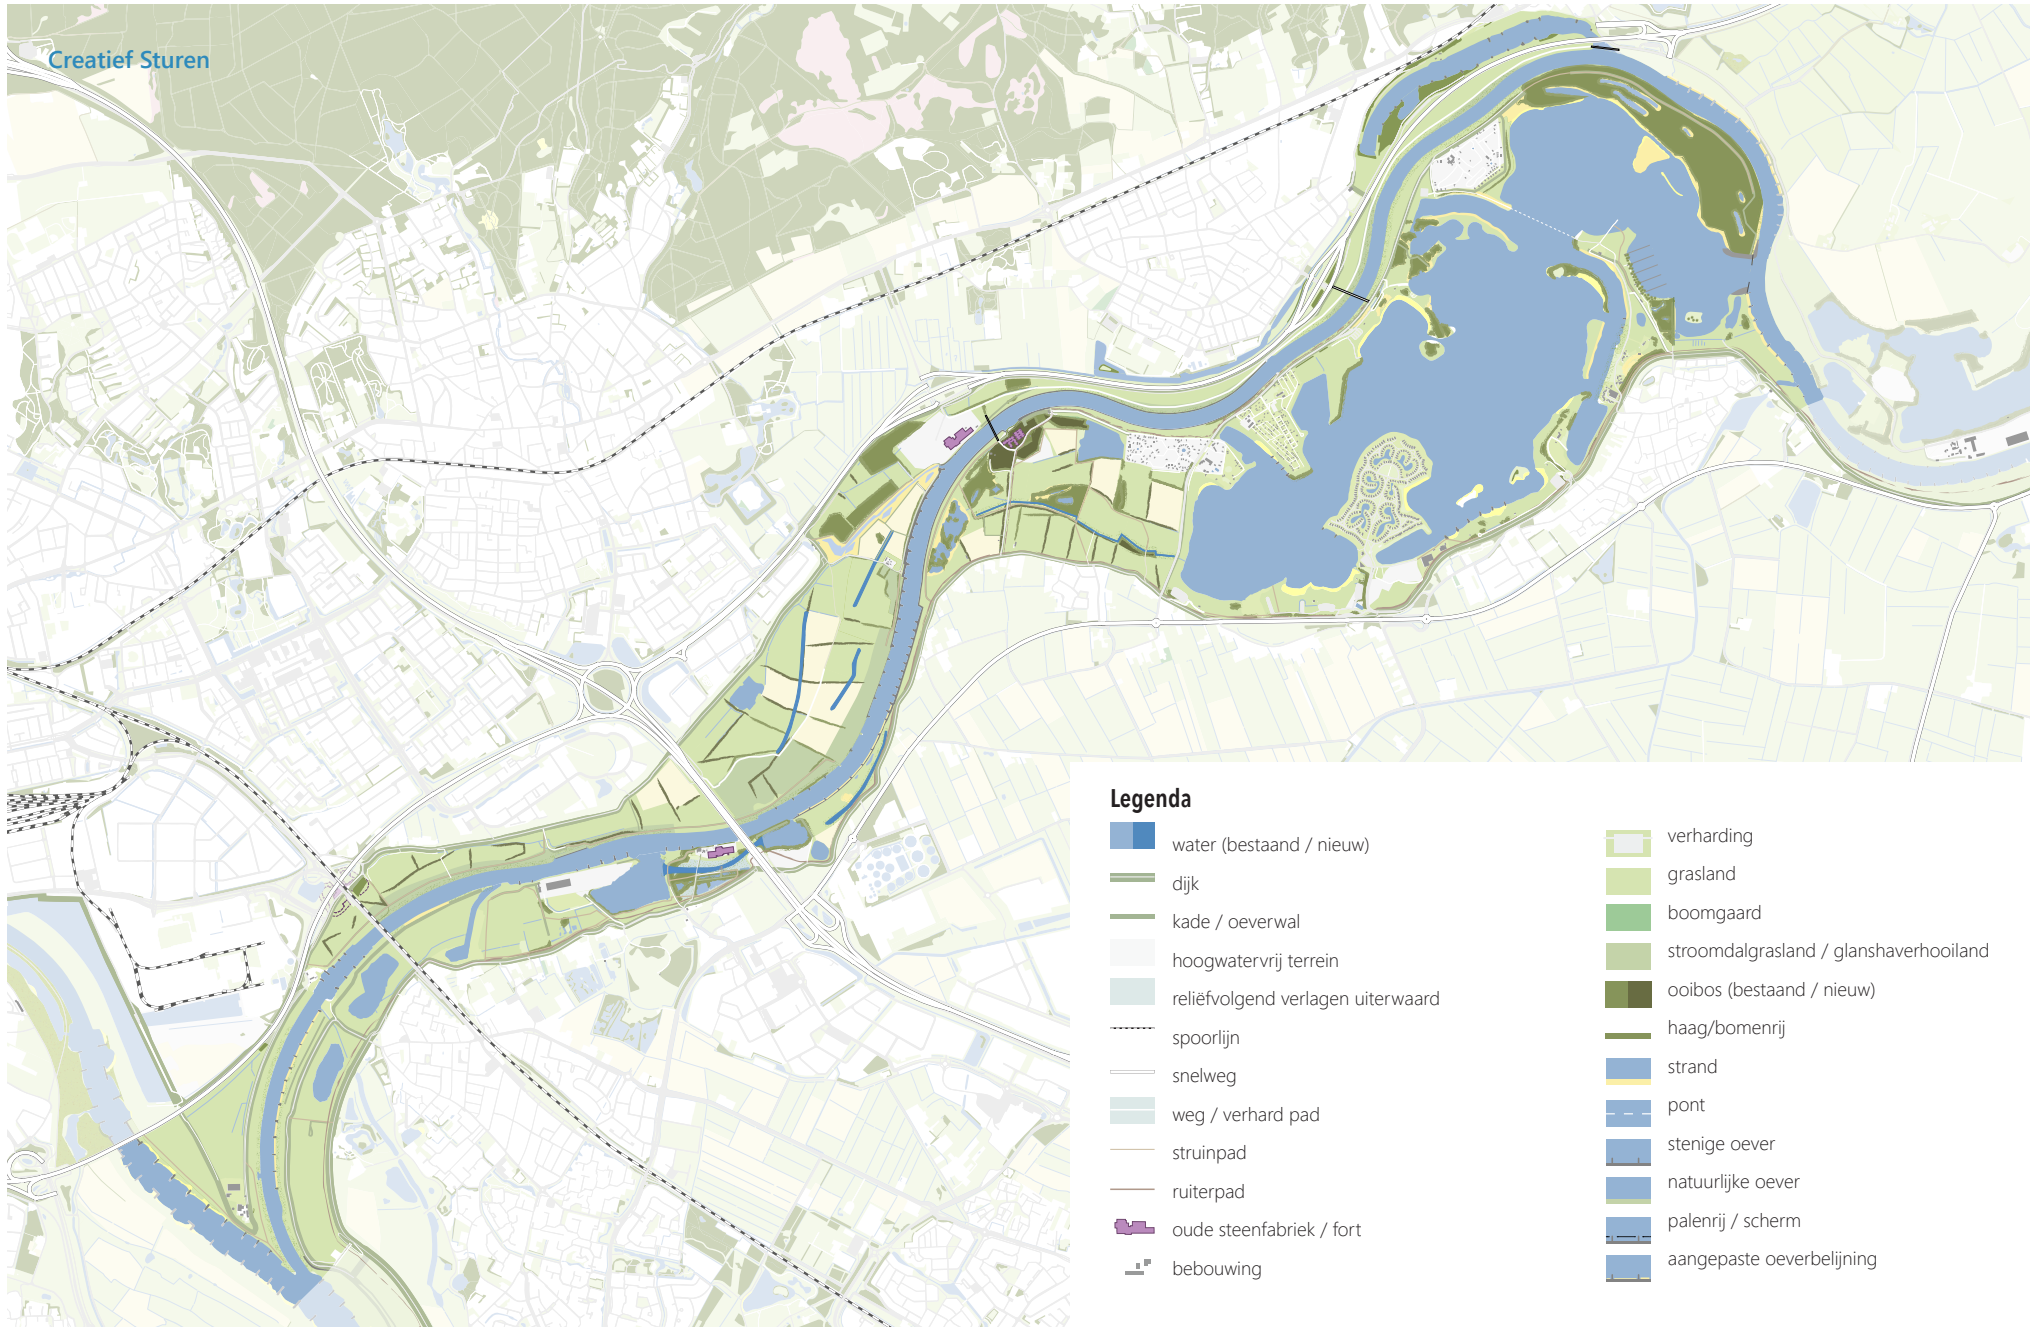 Creatief Sturen
Legenda
water (bestaand / nieuw)
dijk
kade / oeverwal
hoogwatervrij terrein
reliëfvolgend verlagen uiterwaard
spoorlijn
snelweg
weg / verhard pad
struinpad
ruiterpad
oude steenfabriek / fort
bebouwing
verharding
grasland
boomgaard
stroomdalgrasland / glanshaverhooiland
ooibos (bestaand / nieuw)
haag/bomenrij
strand
pont
stenige oever
natuurlijke oever
palenrij / scherm
aangepaste oeverbelijning